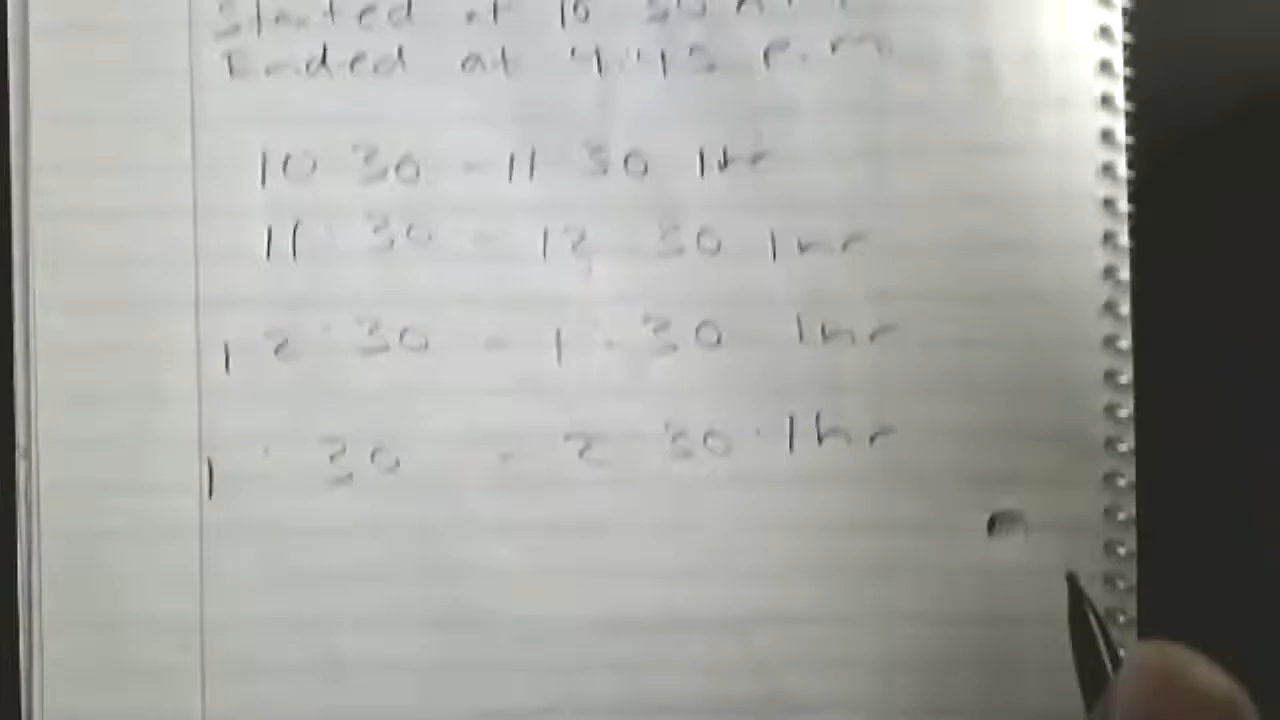 Started at 10 30 A.M
Ended at 4.45 P.m
10 30 - 11 30 1hr
11 30 - 12 30 1hr
12.30 - 1.30 1hr
1 30 - 2 30 1hr